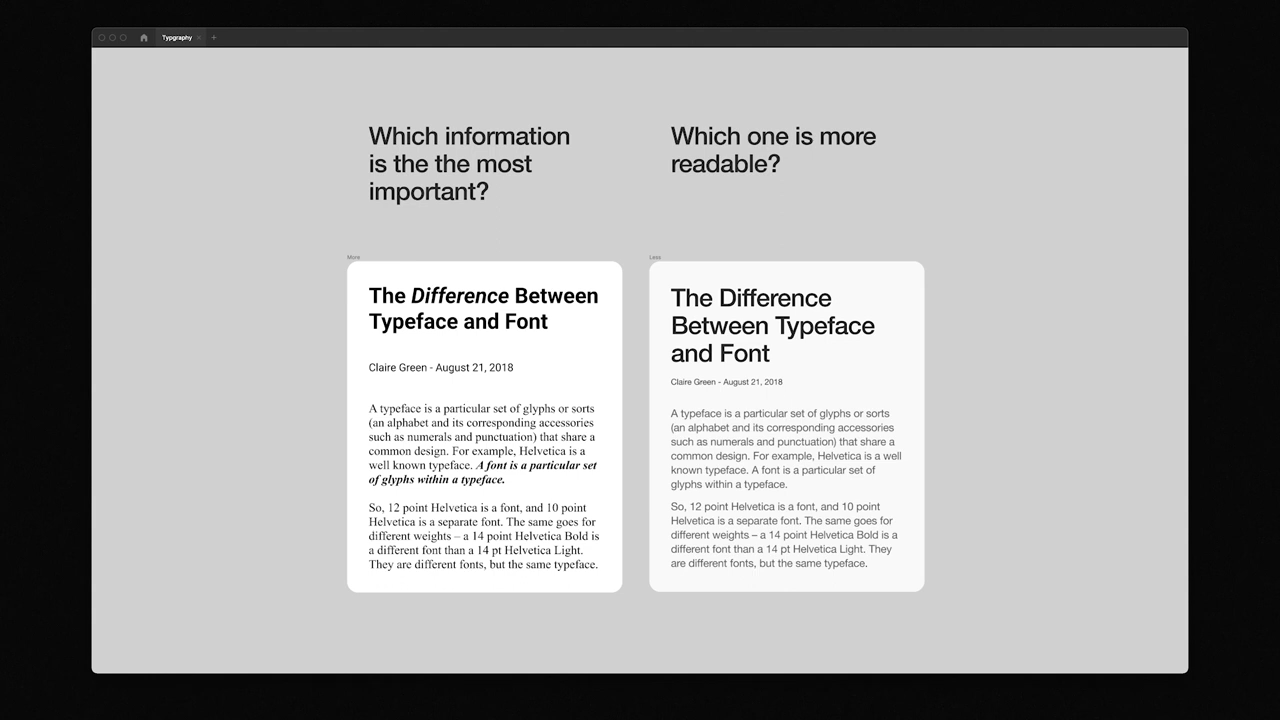 Typgraphy
Which information
is the the most
important?
Which one is more
readable?
More
The Difference Between
Typeface and Font
Claire Green - August 21, 2018
A typeface is a particular set of glyphs or sorts
(an alphabet and its corresponding accessories
such as numerals and punctuation) that share a
common design. For example, Helvetica is a
well known typeface. A font is a particular set
of glyphs within a typeface.
So, 12 point Helvetica is a font, and 10 point
Helvetica is a separate font. The same goes for
different weights – a 14 point Helvetica Bold is
a different font than a 14 pt Helvetica Light.
They are different fonts, but the same typeface.
Less
The Difference
Between Typeface
and Font
Claire Green - August 21, 2018
A typeface is a particular set of glyphs or sorts
(an alphabet and its corresponding accessories
such as numerals and punctuation) that share a
common design. For example, Helvetica is a well
known typeface. A font is a particular set of
glyphs within a typeface.
So, 12 point Helvetica is a font, and 10 point
Helvetica is a separate font. The same goes for
different weights – a 14 point Helvetica Bold is a
different font than a 14 pt Helvetica Light. They
are different fonts, but the same typeface.